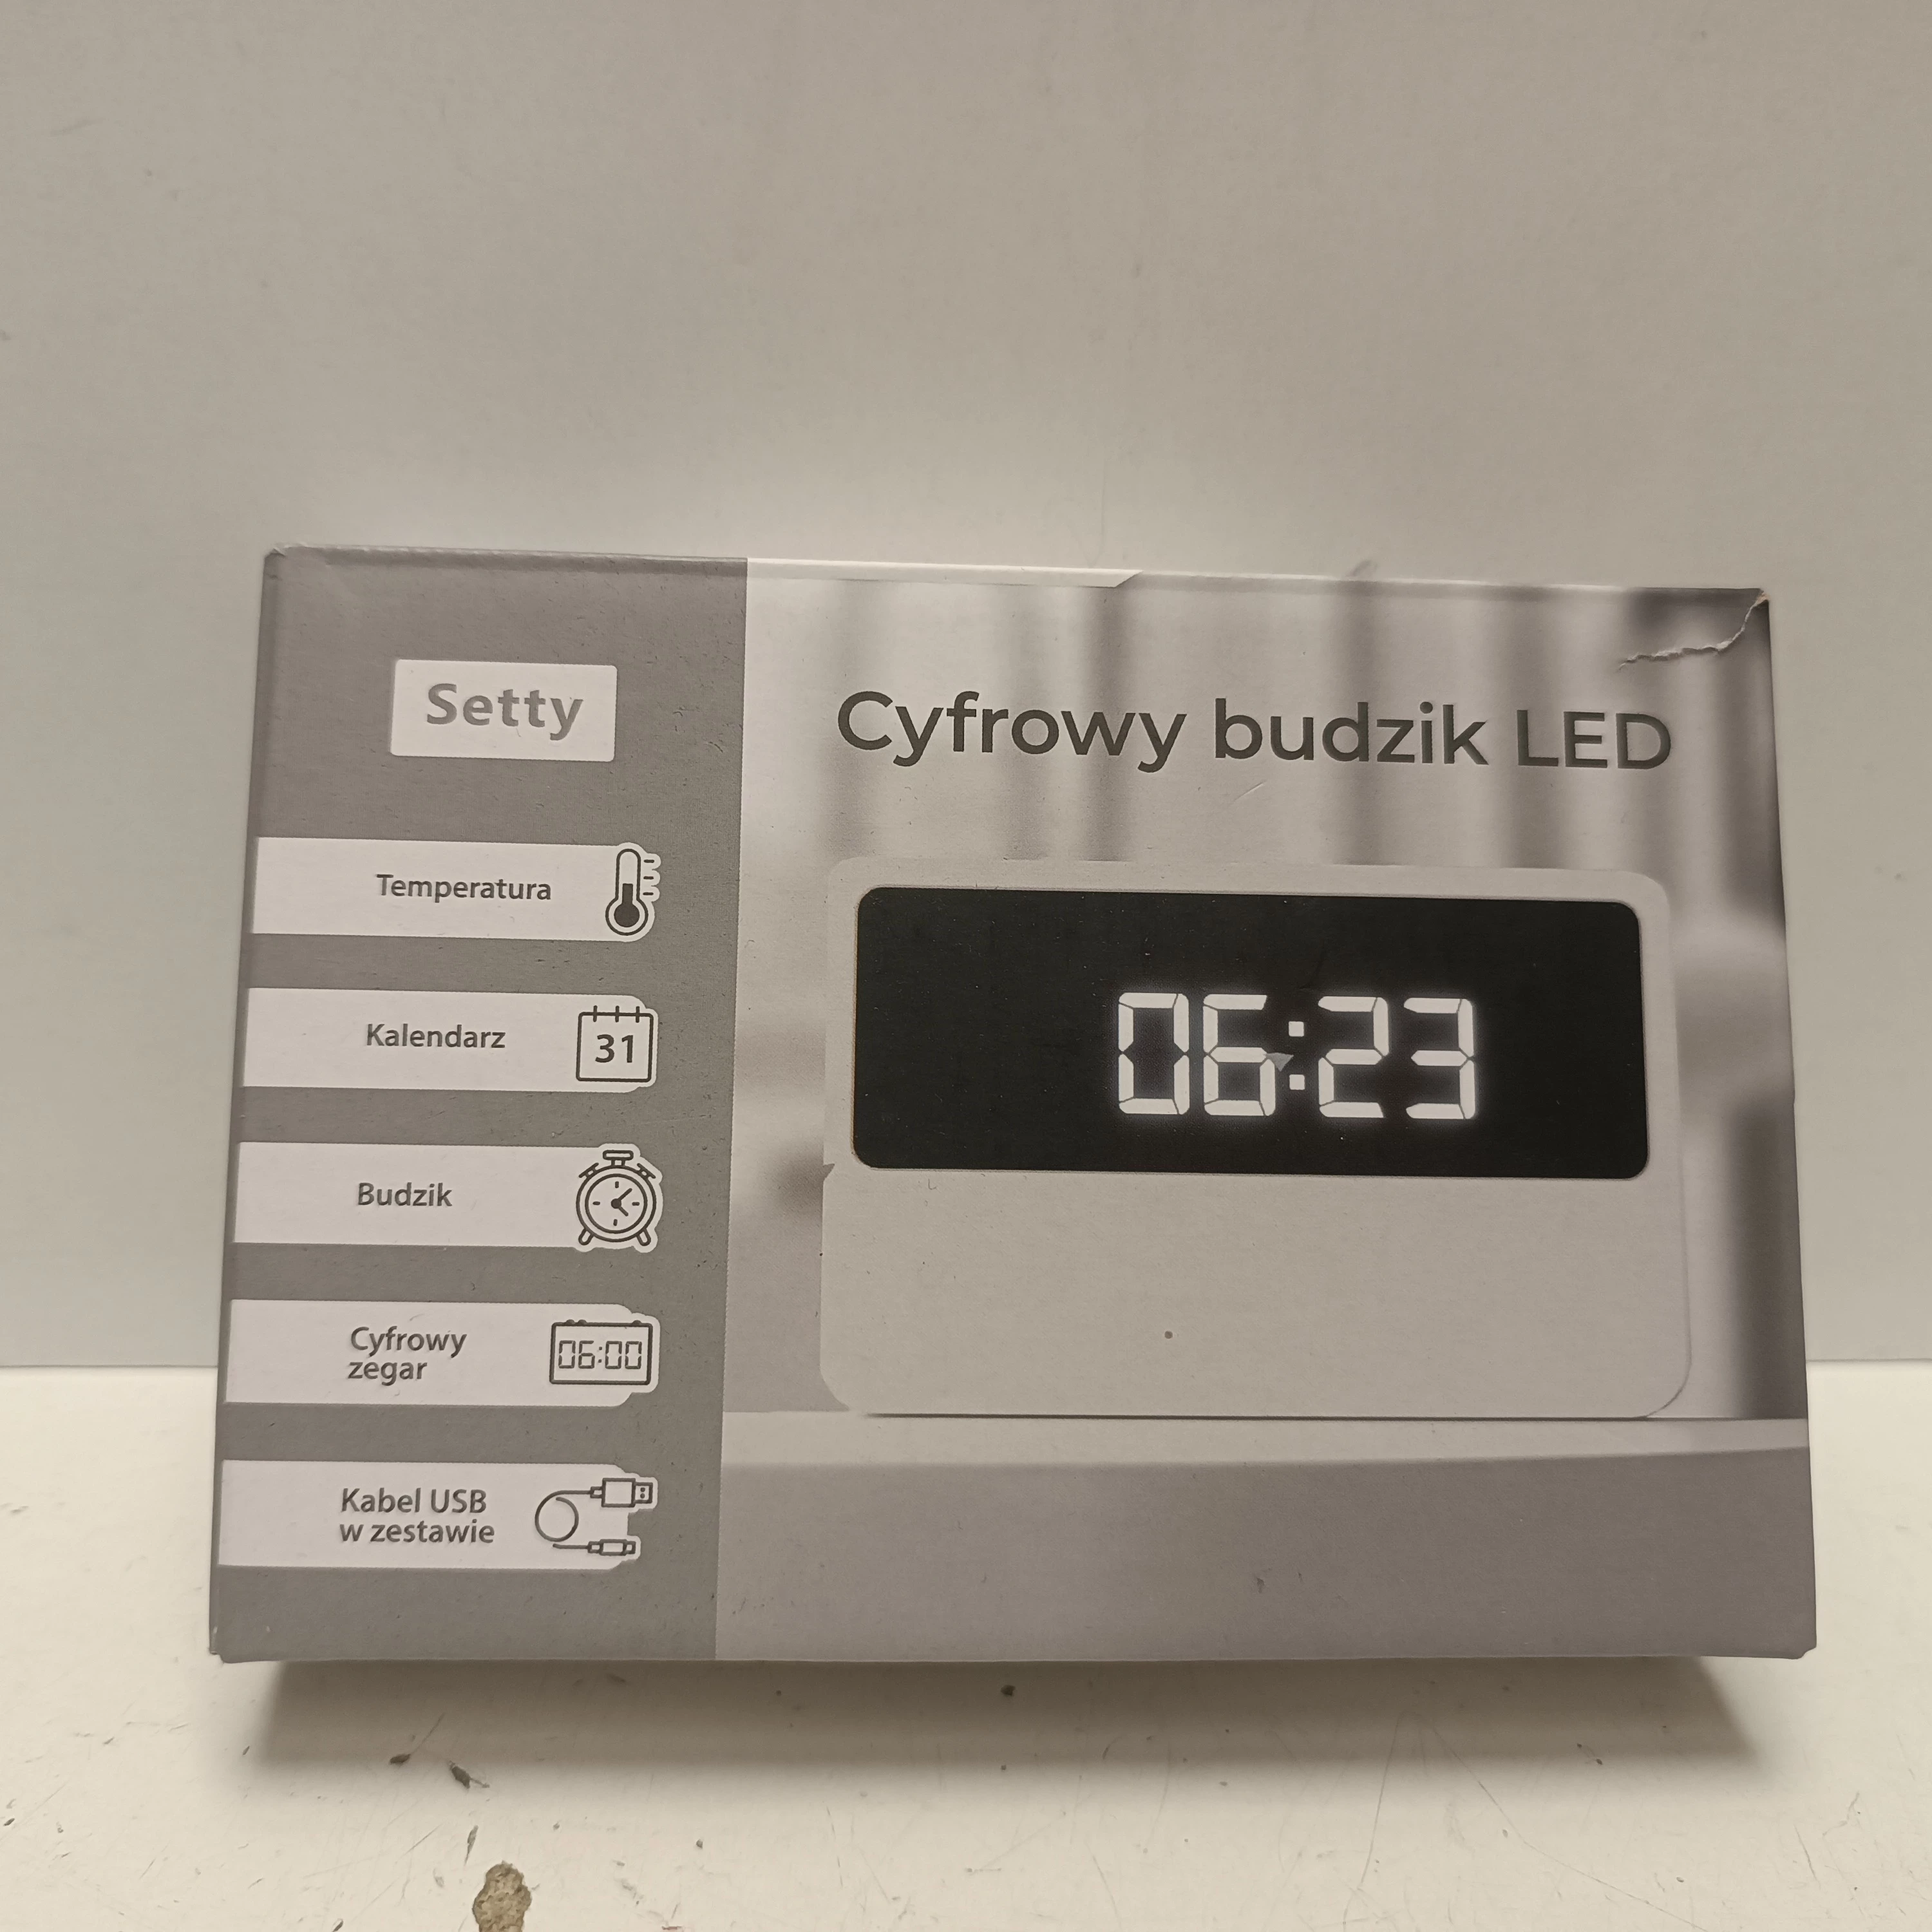 Setty
Cyfrowy budzik LED
Temperatura
Kalendarz
31
Budzik
Cyfrowy
zegar
06:00
Kabel USB
w zestawie
06:23